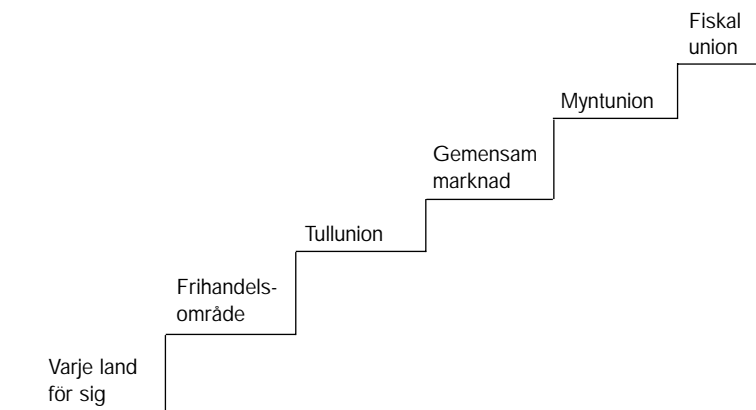 Fiskal
union
Myntunion
Gemensam
marknad
Tullunion
Frihandels-
område
Varje land
för sig